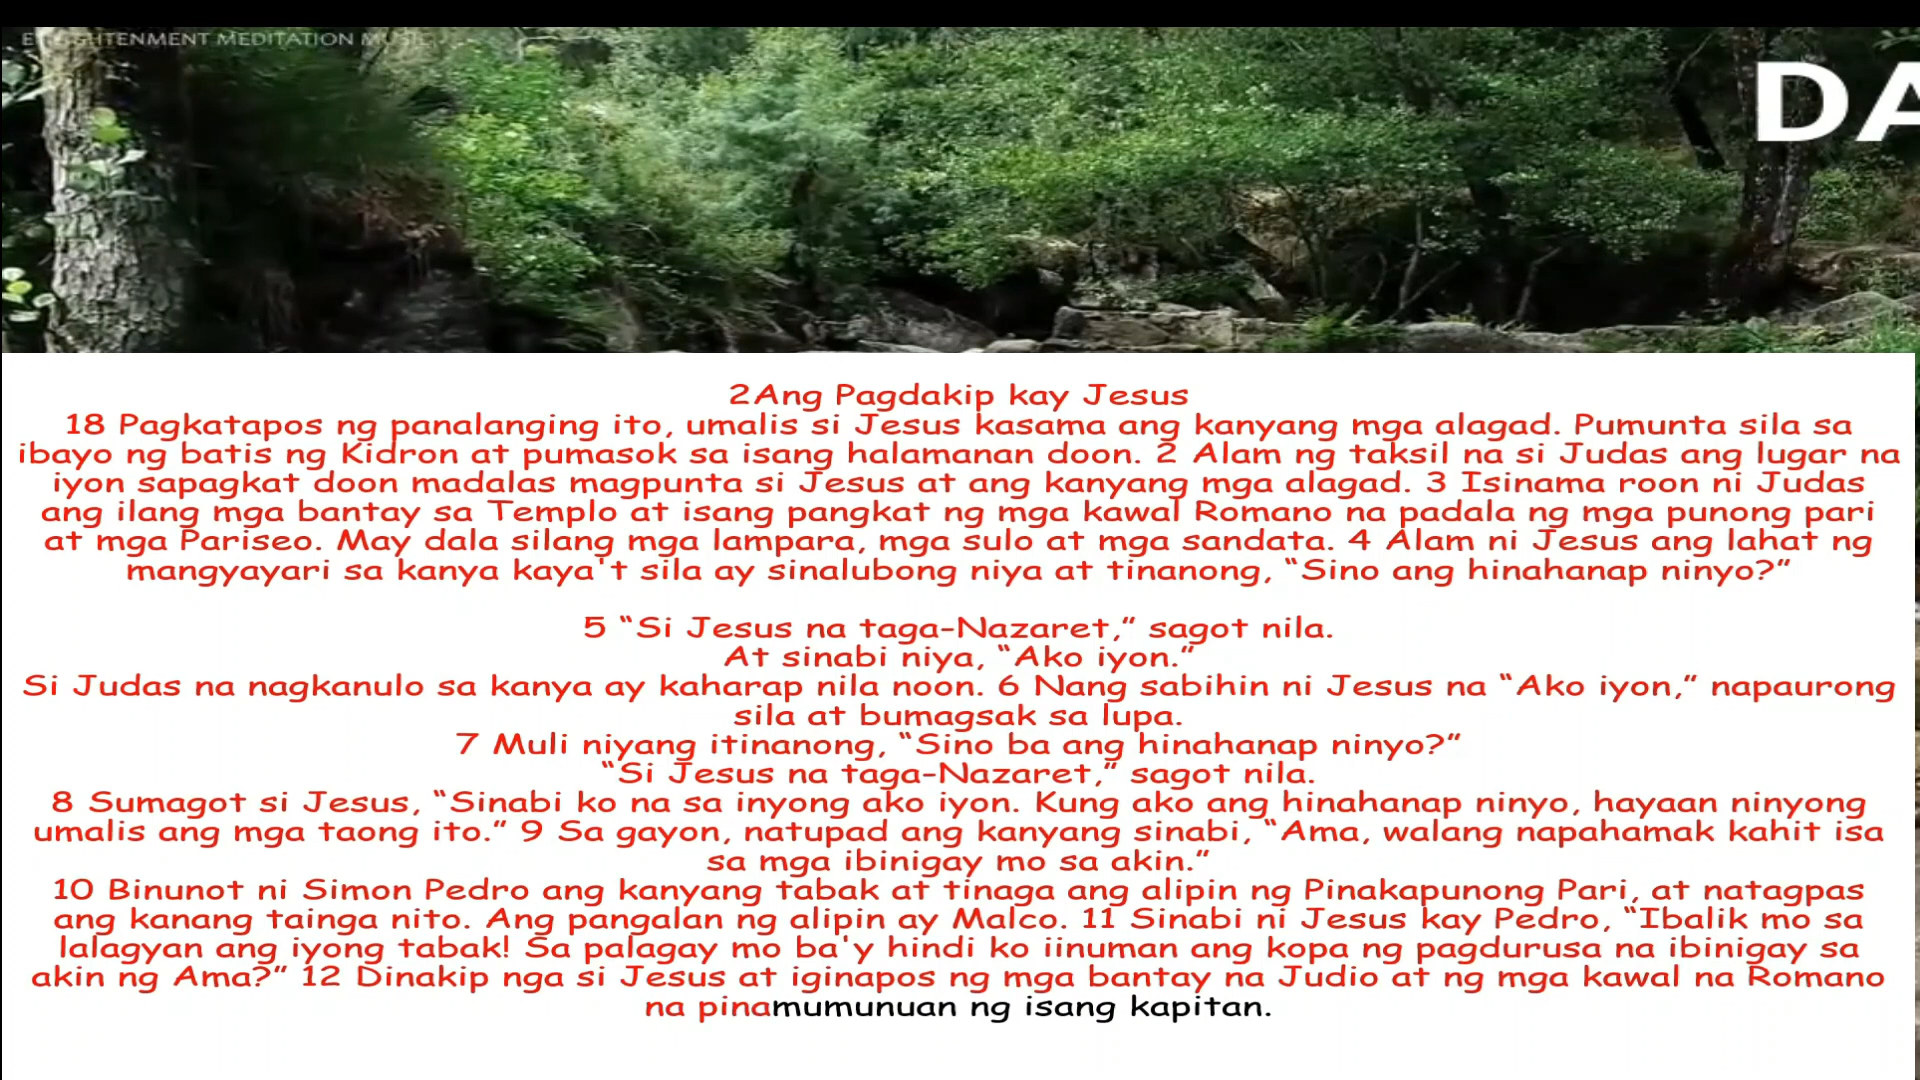 ENLIGHTENMENT MEDITATION MUSIC
DA
2Ang Pagdakip kay Jesus
18 Pagkatapos ng panalanging ito, umalis si Jesus kasama ang kanyang mga alagad. Pumunta sila sa
ibayo ng batis ng Kidron at pumasok sa isang halamanan doon. 2 Alam ng taksil na si Judas ang lugar na
iyon sapagkat doon madalas magpunta si Jesus at ang kanyang mga alagad. 3 Isinama roon ni Judas
ang ilang mga bantay sa Templo at isang pangkat ng mga kawal Romano na padala ng mga punong pari
at mga Pariseo. May dala silang mga lampara, mga sulo at mga sandata. 4 Alam ni Jesus ang lahat ng
mangyayari sa kanya kaya't sila ay sinalubong niya at tinanong, “Sino ang hinahanap ninyo?”
5 “Si Jesus na taga-Nazaret,” sagot nila.
At sinabi niya, “Ako iyon.”
Si Judas na nagkanulo sa kanya ay kaharap nila noon. 6 Nang sabihin ni Jesus na “Ako iyon,” napaurong
sila at bumagsak sa lupa.
7 Muli niyang itinanong, “Sino ba ang hinahanap ninyo?”
“Si Jesus na taga-Nazaret,” sagot nila.
8 Sumagot si Jesus, “Sinabi ko na sa inyong ako iyon. Kung ako ang hinahanap ninyo, hayaan ninyong
umalis ang mga taong ito.” 9 Sa gayon, natupad ang kanyang sinabi, “Ama, walang napahamak kahit isa
sa mga ibinigay mo sa akin.”
10 Binunot ni Simon Pedro ang kanyang tabak at tinaga ang alipin ng Pinakapunong Pari, at natagpas
ang kanang tainga nito. Ang pangalan ng alipin ay Malco. 11 Sinabi ni Jesus kay Pedro, “Ibalik mo sa
lalagyan ang iyong tabak! Sa palagay mo ba'y hindi ko iinuman ang kopa ng pagdurusa na ibinigay sa
akin ng Ama?” 12 Dinakip nga si Jesus at iginapos ng mga bantay na Judio at ng mga kawal na Romano
na pinamumunuan ng isang kapitan.